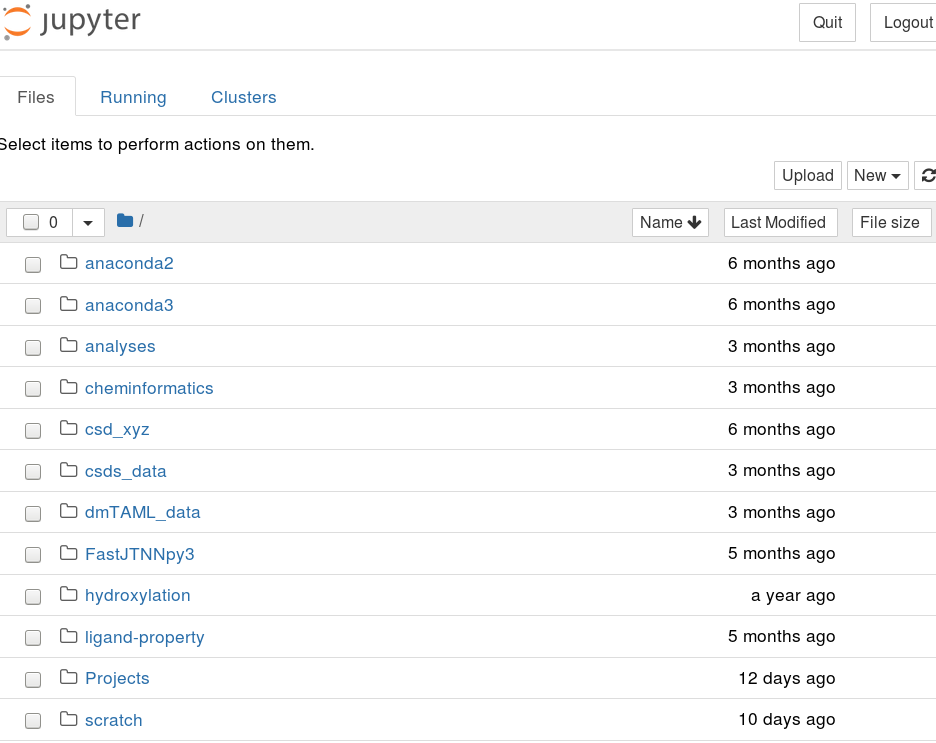 jupyter Quit Logout
Files Running Clusters
Select items to perform actions on them.
Upload New
0 / Name Last Modified File size
anaconda2 6 months ago
anaconda3 6 months ago
analyses 3 months ago
cheminformatics 3 months ago
csd_xyz 6 months ago
csds_data 3 months ago
dmTAML_data 3 months ago
FastJTNNpy3 5 months ago
hydroxylation a year ago
ligand-property 5 months ago
Projects 12 days ago
scratch 10 days ago